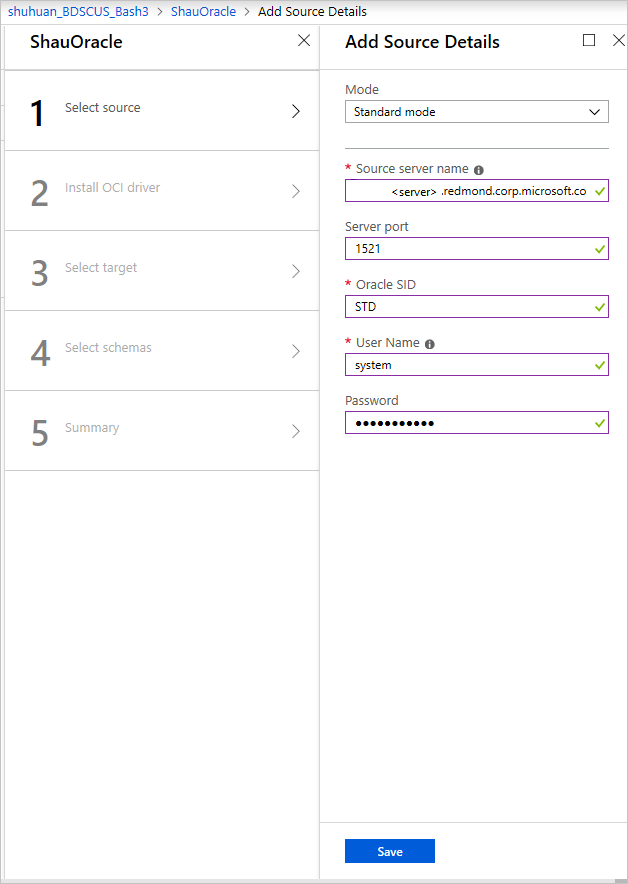 shuhuan_BDSCUS_Bash3 > ShauOracle > Add Source Details
ShauOracle
1 Select source
2 Install OCI driver
3 Select target
4 Select schemas
5 Summary
Add Source Details
Mode
Standard mode
* Source server name
<server> .redmond.corp.microsoft.co
Server port
1521
* Oracle SID
STD
* User Name
system
Password
●●●●●●●●●●●
Save